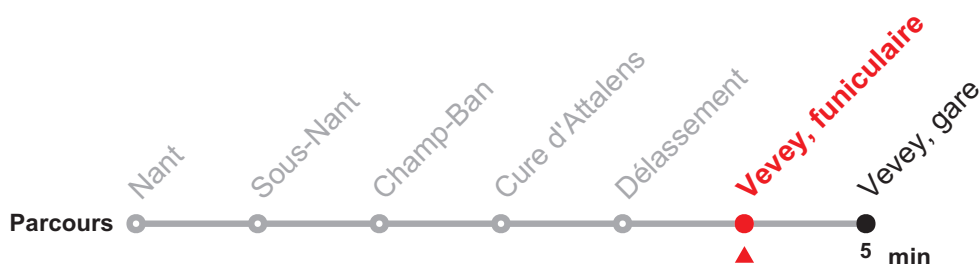 Nant
Sous-Nant
Champ-Ban
Cure d'Attalens
Délassement
Vevey, funiculaire
Vevey, gare
Parcours
5 min